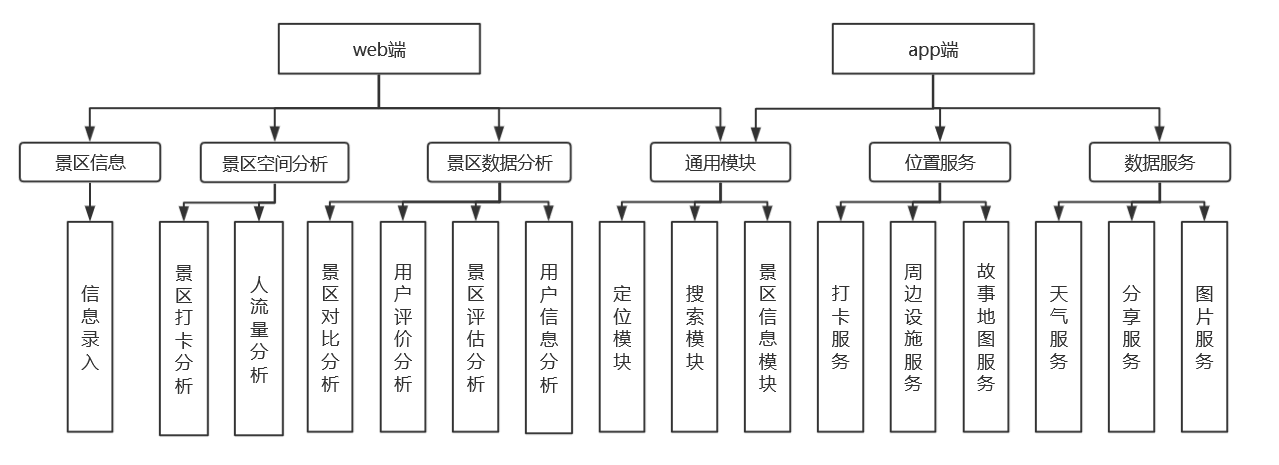 web端
app端
景区信息
景区空间分析
景区数据分析
通用模块
位置服务
数据服务
信息录入
景区打卡分析
人流量分析
景区对比分析
用户评价分析
景区评估分析
用户信息分析
定位模块
搜索模块
景区信息模块
打卡服务
周边设施服务
故事地图服务
天气服务
分享服务
图片服务